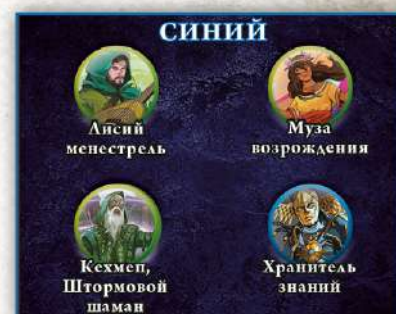 СИНИЙ
Лисий
менестрель
Муза
возрождения
Кехмеп,
Штормовой
шаман
Хранитель
знаний